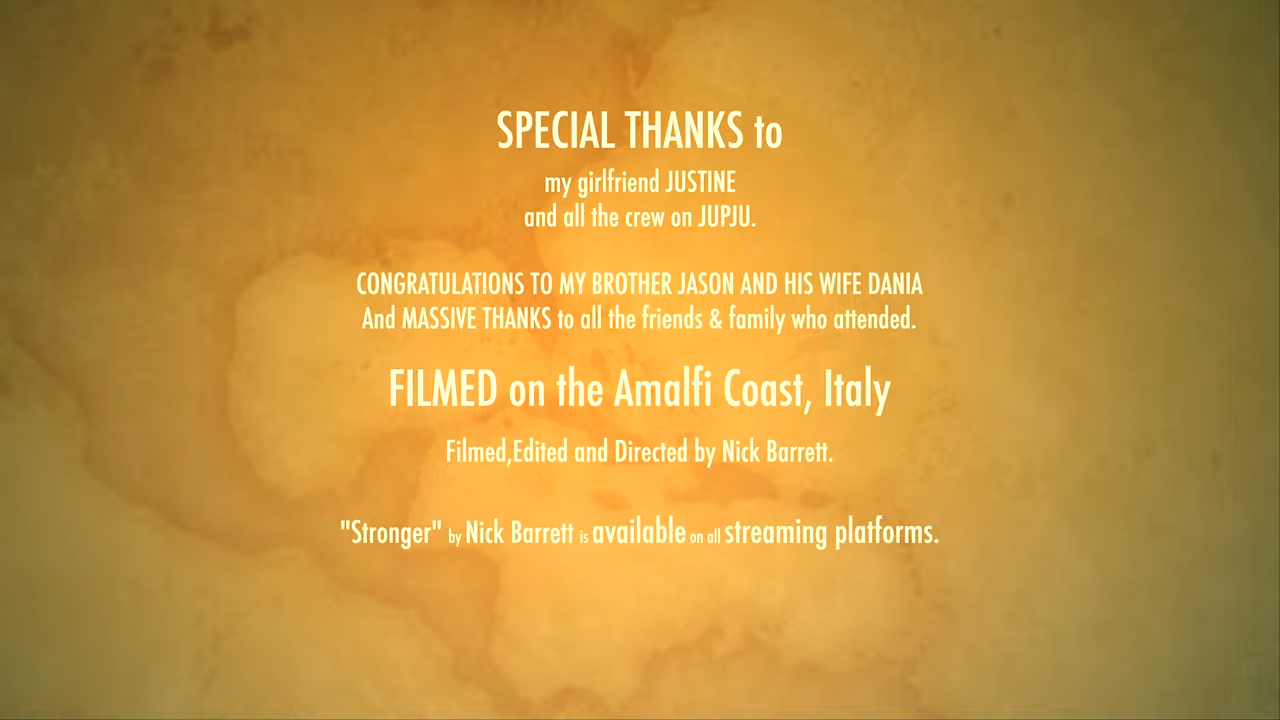 SPECIAL THANKS to
my girlfriend JUSTINE
and all the crew on JUPJU.
CONGRATULATIONS TO MY BROTHER JASON AND HIS WIFE DANIA
And MASSIVE THANKS to all the friends & family who attended.
FILMED on the Amalfi Coast, Italy
Filmed,Edited and Directed by Nick Barrett.
"Stronger" by Nick Barrett is available on all streaming platforms.